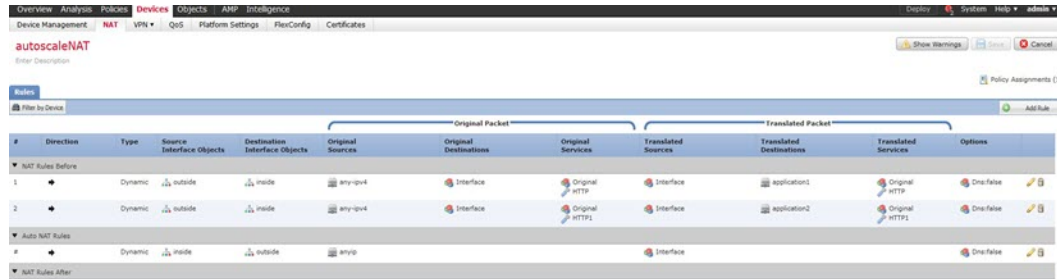 Overview Analysis Policies Devices Objects AMP Intelligence Deploy System Help ▾ admin ▾
Device Management NAT VPN ▾ QoS Platform Settings FlexConfig Certificates
autoscaleNAT
Show Warnings Save Cancel
Enter Description
Policy Assignments (
Rules
Filter by Device
Add Rule
Original Packet Translated Packet
# Direction Type Source Interface Objects Destination Interface Objects Original Sources Original Destinations Original Services Translated Sources Translated Destinations Translated Services Options
▼ NAT Rules Before
1 Dynamic outside inside any-ipv4 Interface Original HTTP Interface application1 Original HTTP Dns:false
2 Dynamic outside inside any-ipv4 Interface Original HTTP1 Interface application2 Original HTTP1 Dns:false
▼ Auto NAT Rules
# Dynamic inside outside anyip Interface Dns:false
▼ NAT Rules After